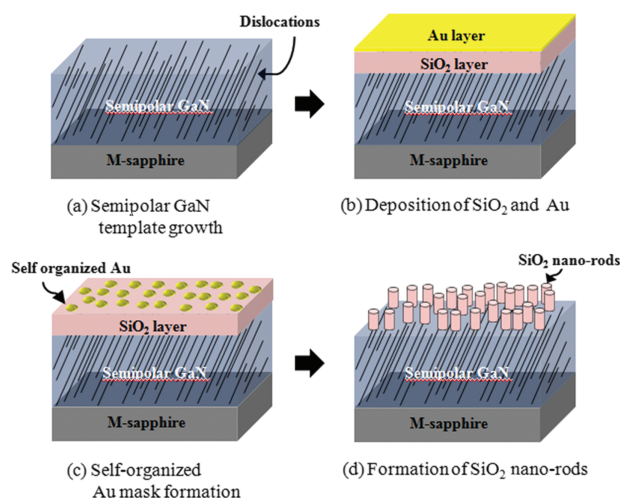 Dislocations
Semipolar GaN
M-sapphire
(a) Semipolar GaN
template growth
Au layer
SiO₂ layer
Semipolar GaN
M-sapphire
(b) Deposition of SiO₂ and Au
Self organized Au
SiO₂ layer
Semipolar GaN
M-sapphire
(c) Self-organized
Au mask formation
SiO₂ nano-rods
Semipolar GaN
M-sapphire
(d) Formation of SiO₂ nano-rods